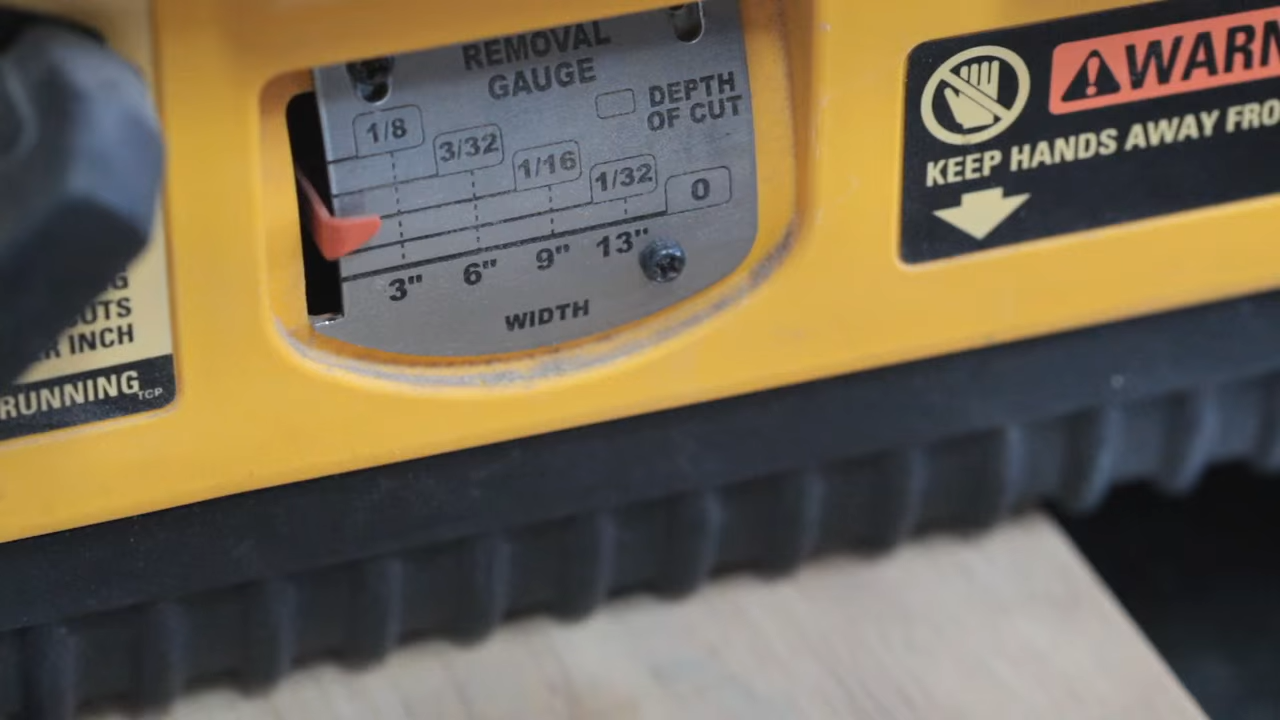 REMOVAL
GAUGE
DEPTH
OF CUT
1/8
3/32
1/16
1/32
0
3" 6" 9" 13"
WIDTH
WARN
KEEP HANDS AWAY FRO
G
UTS
R INCH
RUNNING
TCP